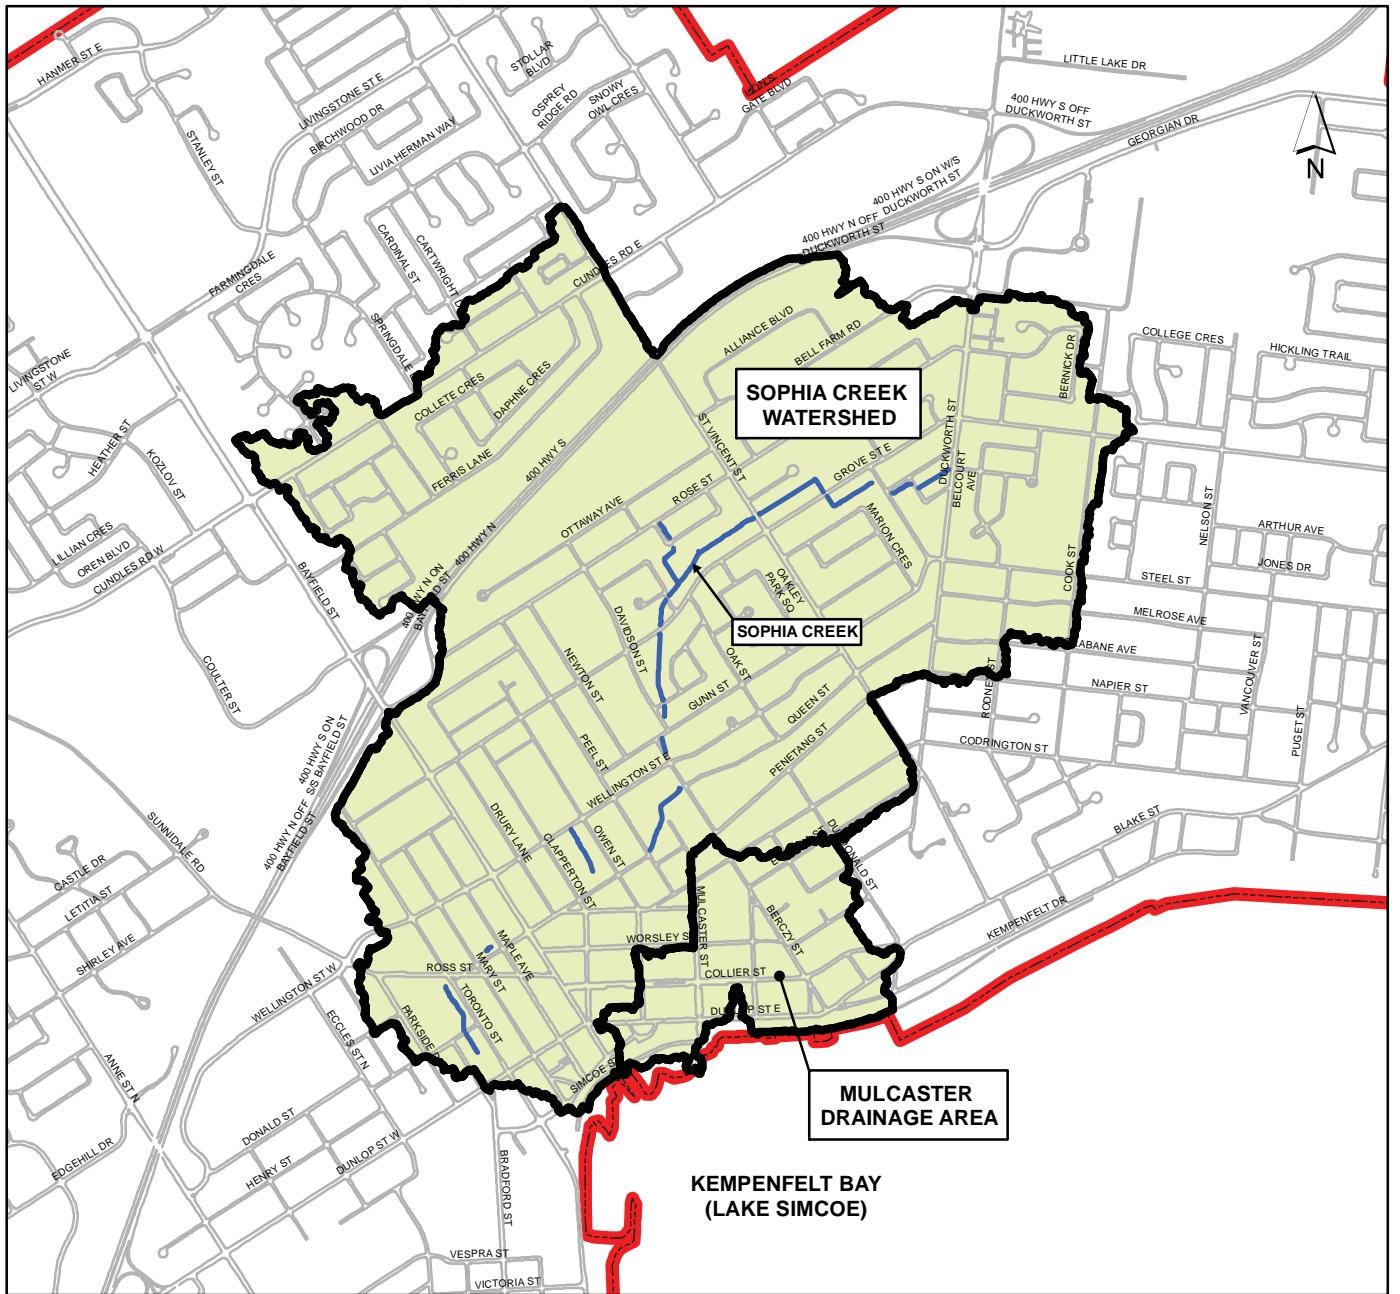 HANMER ST E
STOLLAR
BLVD
LITTLE LAKE DR
LIVINGSTONE ST E
OSPREY
RIDGE RD
SNOWY
OWL CRES
GATE BLVD
400 HWY S OFF
DUCKWORTH ST
GEORGIAN DR
STANLEY ST
BIRCHWOOD DR
LIVIA HERMAN WAY
N
400 HWY S ON W/S
DUCKWORTH ST
400 HWY N OFF
DUCKWORTH ST
CARDINAL ST
CARTWRIGHT D
CUNDLES RD E
FARMINGDALE
CRES
SPRINGDALE
ALLIANCE BLVD
BELL FARM RD
BERNICK DR
COLLEGE CRES
HICKLING TRAIL
LIVINGSTONE
ST W
COLLETE CRES
DAPHNE CRES
SOPHIA CREEK
WATERSHED
HEATHER ST
KOZLOV ST
FERRIS LANE
400 HWY S
ST VINCENT ST
GROVE ST E
DUCKWORTH ST
BELCOURT
AVE
ROSE ST
OTTAWAY AVE
MARION CRES
NELSON ST
ARTHUR AVE
LILLIAN CRES
OREN BLVD
CUNDLES RD W
400 HWY N
BAYFIELD ST
OAKLEY
PARK SQ
COOK ST
STEEL ST
JONES DR
MELROSE AVE
DAVIDSON ST
SOPHIA CREEK
OAK ST
ABANE AVE
VANCOUVER ST
COULTER ST
NEWTON ST
GUNN ST
QUEEN ST
NAPIER ST
PUGET ST
400 HWY S ON
S/S BAYFIELD ST
PEEL ST
PENETANG ST
CODRINGTON ST
WELLINGTON ST E
400 HWY N OFF
BAYFIELD ST
SUNNIDALE RD
DRURY LANE
CLAPPERTON ST
OWEN ST
BLAKE ST
CASTLE DR
LETITIA ST
SHIRLEY AVE
MULCASTER ST
BERCZY ST
KEMPENFELT DR
MAPLE AVE
MARY ST
ROSS ST
COLLIER ST
WELLINGTON ST W
TORONTO ST
ECCLES ST N
ANNE ST N
MULCASTER
DRAINAGE AREA
DONALD ST
EDGEHILL DR
HENRY ST
DUNLOP ST W
BRADFORD ST
KEMPENFELT BAY
(LAKE SIMCOE)
VESPRA ST
VICTORIA ST